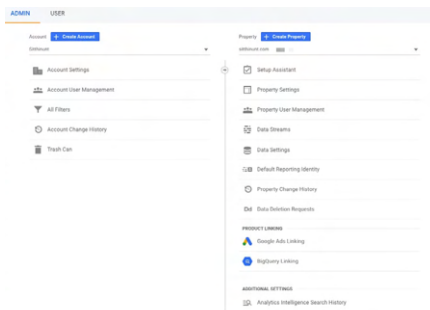 ADMIN USER
Account + Create Account
Property + Create Property
Account Settings
Account User Management
All Filters
Account Change History
Trash Can
Setup Assistant
Property Settings
Property User Management
Data Streams
Data Settings
Default Reporting Identity
Property Change History
Dd Data Deletion Requests
PRODUCT LINKING
Google Ads Linking
BigQuery Linking
ADDITIONAL SETTINGS
Analytics Intelligence Search History